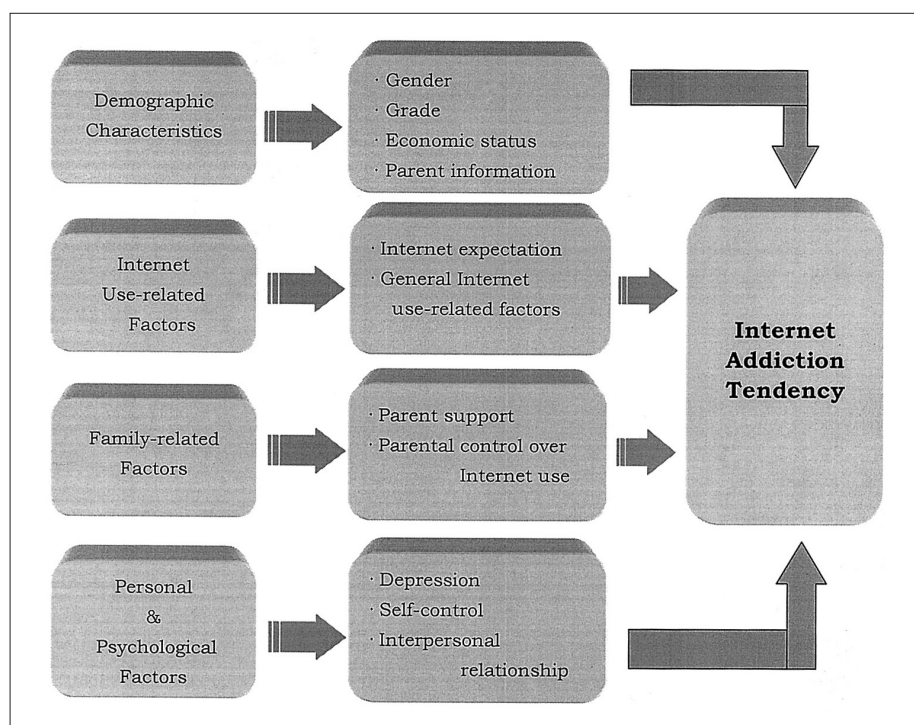 Demographic
Characteristics
· Gender
· Grade
· Economic status
· Parent information
Internet
Use-related
Factors
· Internet expectation
· General Internet
use-related factors
Family-related
Factors
· Parent support
· Parental control over
Internet use
Personal
&
Psychological
Factors
· Depression
· Self-control
· Interpersonal
relationship
Internet
Addiction
Tendency